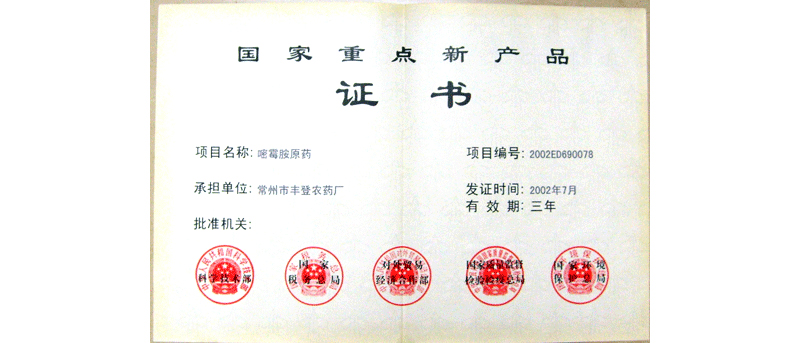 国家重点新产品
证书
项目名称: 嘧霉胺原药
项目编号: 2002ED690078
承担单位: 常州市丰登农药厂
发证时间: 2002年7月
有效期: 三年
批准机关:
科学技术部
国家
税务总局
对外贸易
经济合作部
国家质量监督
检验检疫总局
国家环境
保护总局